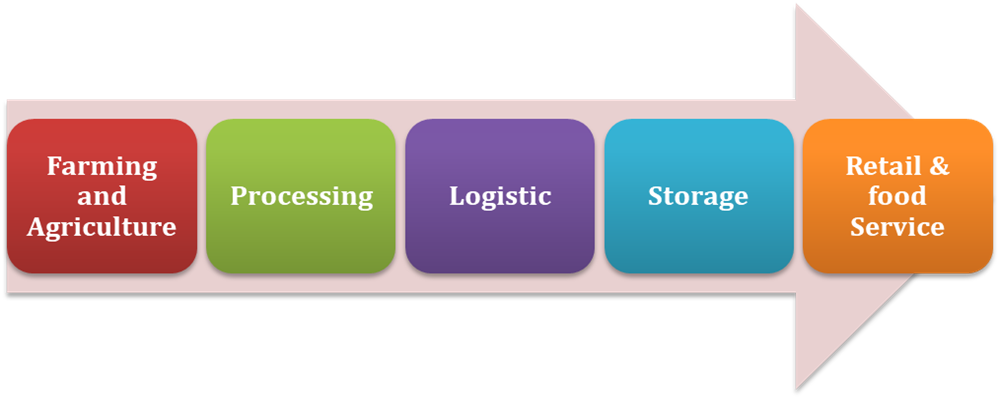 Farming
and
Agriculture
Processing
Logistic
Storage
Retail &
food
Service